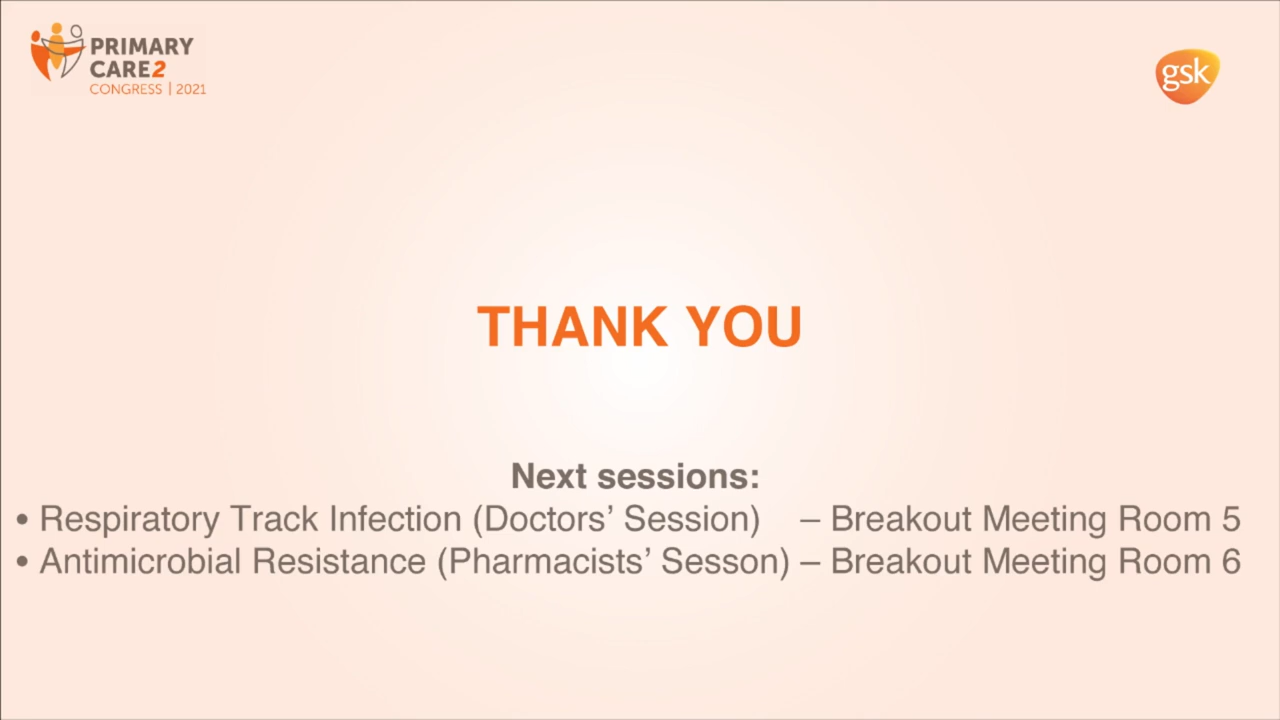 PRIMARY
CARE2
CONGRESS | 2021
gsk
THANK YOU
Next sessions:
• Respiratory Track Infection (Doctors’ Session) – Breakout Meeting Room 5
• Antimicrobial Resistance (Pharmacists’ Sesson) – Breakout Meeting Room 6